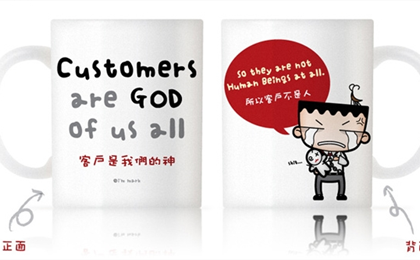 Customers
are GOD
of us all
客戶是我們的神
So they are not
Human Beings at all.
所以客戶不是人
正面
背